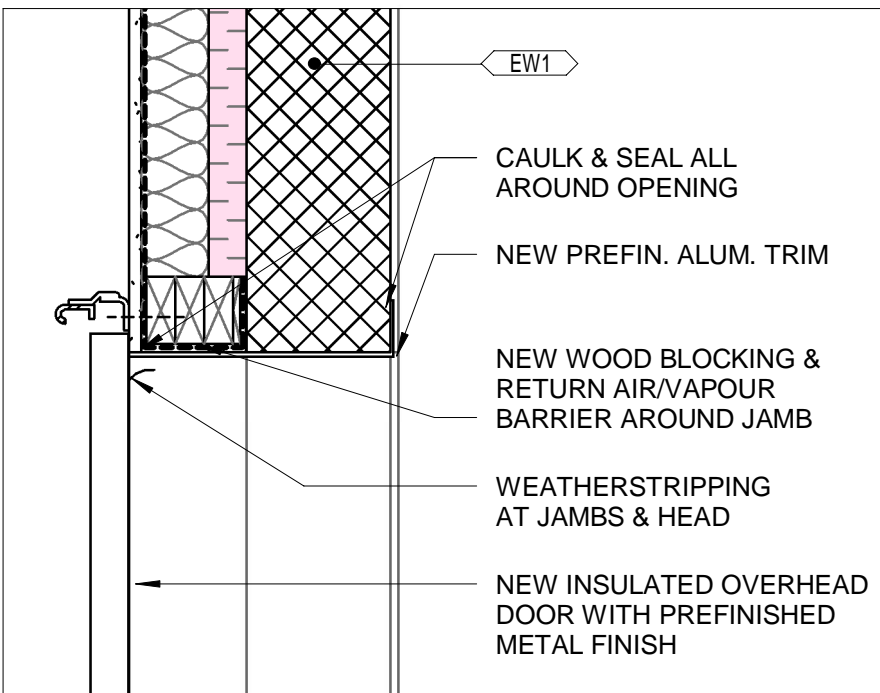 EW1
CAULK & SEAL ALL
AROUND OPENING
NEW PREFIN. ALUM. TRIM
NEW WOOD BLOCKING &
RETURN AIR/VAPOUR
BARRIER AROUND JAMB
WEATHERSTRIPPING
AT JAMBS & HEAD
NEW INSULATED OVERHEAD
DOOR WITH PREFINISHED
METAL FINISH